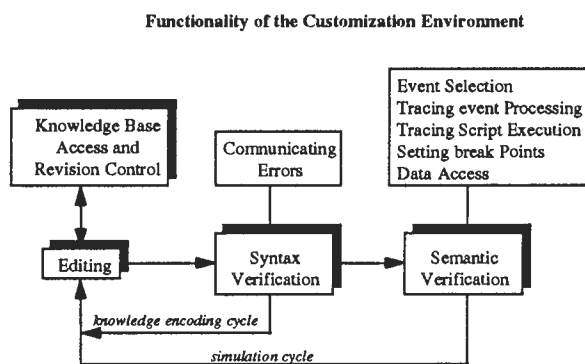 Functionality of the Customization Environment
Knowledge Base
Access and
Revision Control
Communicating
Errors
Event Selection
Tracing event Processing
Tracing Script Execution
Setting break Points
Data Access
Editing
Syntax
Verification
Semantic
Verification
knowledge encoding cycle
simulation cycle